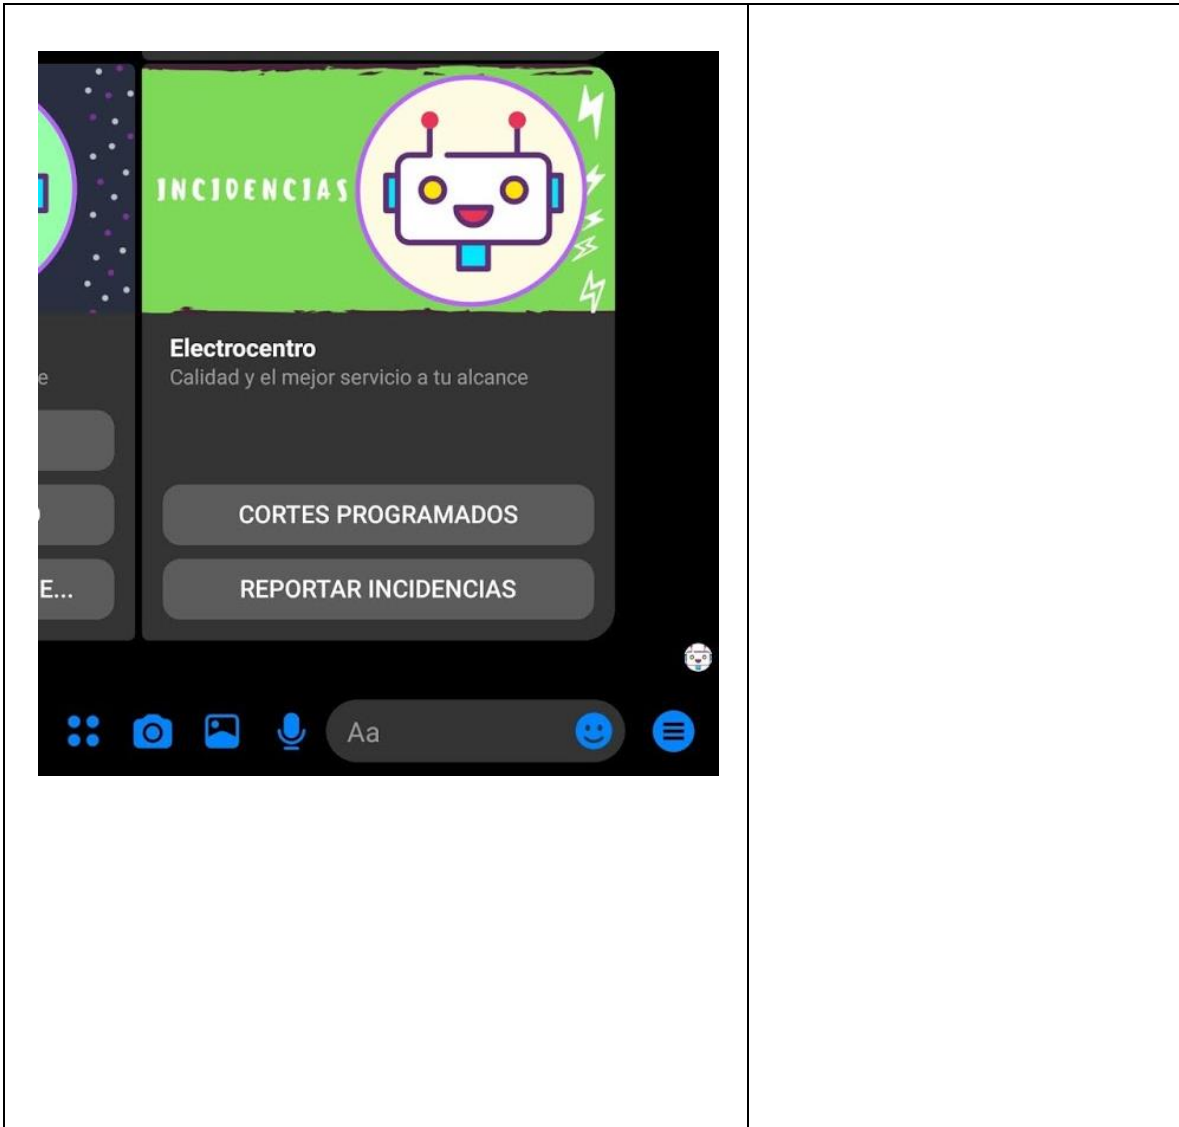 INCIDENCIAS
Electrocentro
Calidad y el mejor servicio a tu alcance
e
CORTES PROGRAMADOS
E...
REPORTAR INCIDENCIAS
Aa